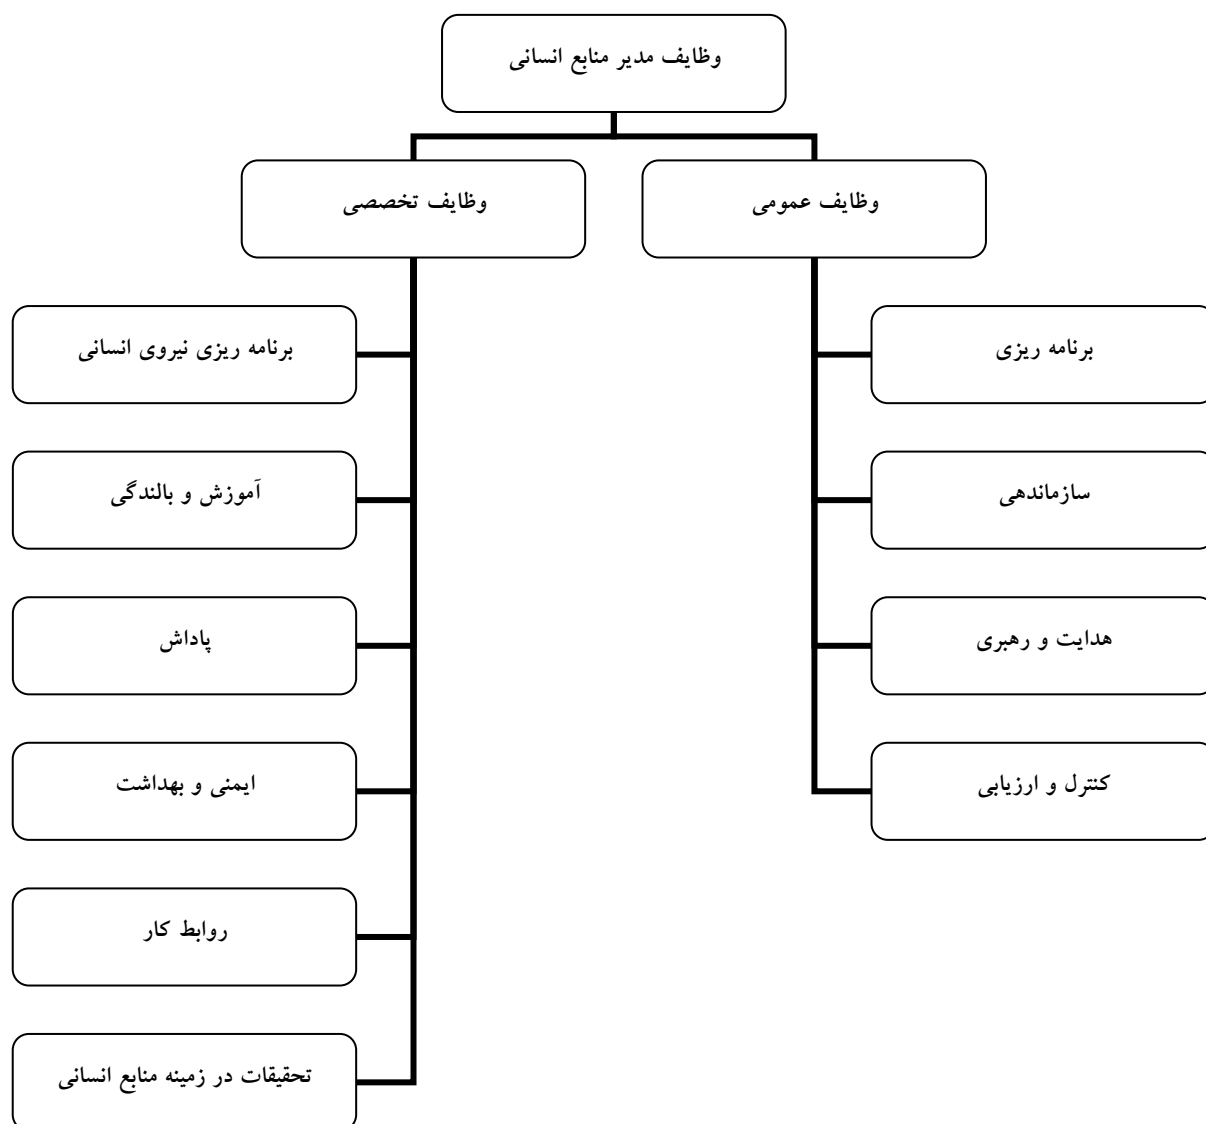 وظایف مدیر منابع انسانی
وظایف عمومی
وظایف تخصصی
برنامه ریزی
سازماندهی
هدایت و رهبری
کنترل و ارزیابی
برنامه ریزی نیروی انسانی
آموزش و بالندگی
پاداش
ایمنی و بهداشت
روابط کار
تحقیقات در زمینه منابع انسانی